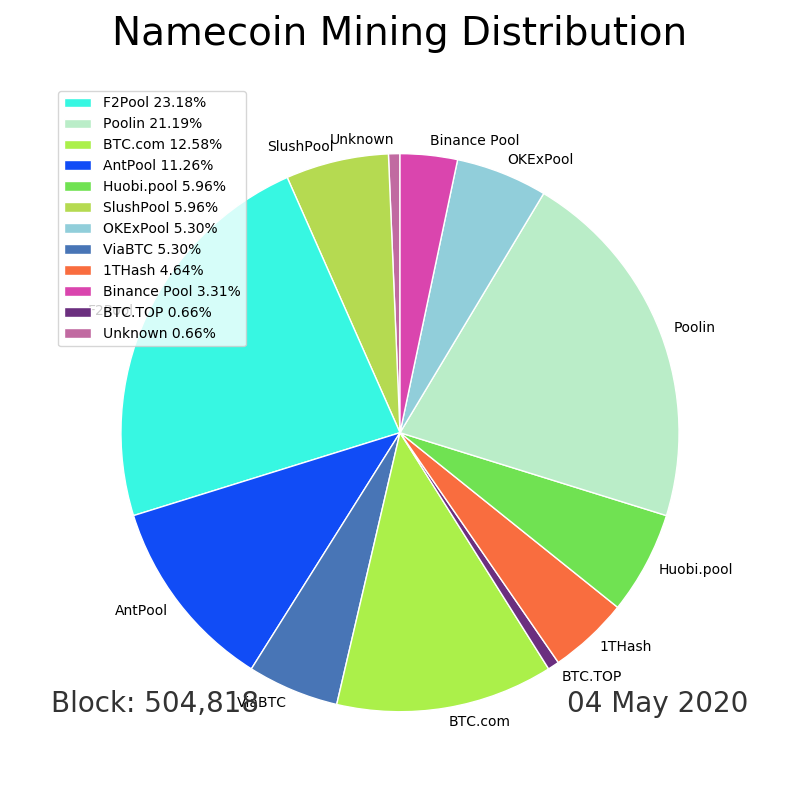 Namecoin Mining Distribution
F2Pool 23.18%
Poolin 21.19%
BTC.com 12.58%
AntPool 11.26%
Huobi.pool 5.96%
SlushPool 5.96%
OKExPool 5.30%
ViaBTC 5.30%
1THash 4.64%
Binance Pool 3.31%
BTC.TOP 0.66%
Unknown 0.66%
Unknown
Binance Pool
SlushPool
OKExPool
F2Pool
Poolin
Huobi.pool
AntPool
1THash
BTC.TOP
ViaBTC
BTC.com
Block: 504,818
04 May 2020